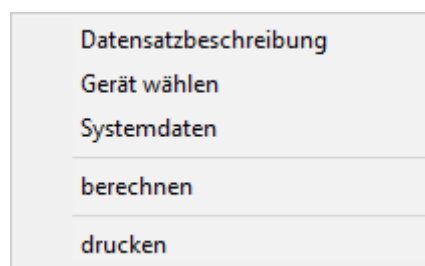 Datensatzbeschreibung
Gerät wählen
Systemdaten
berechnen
drucken